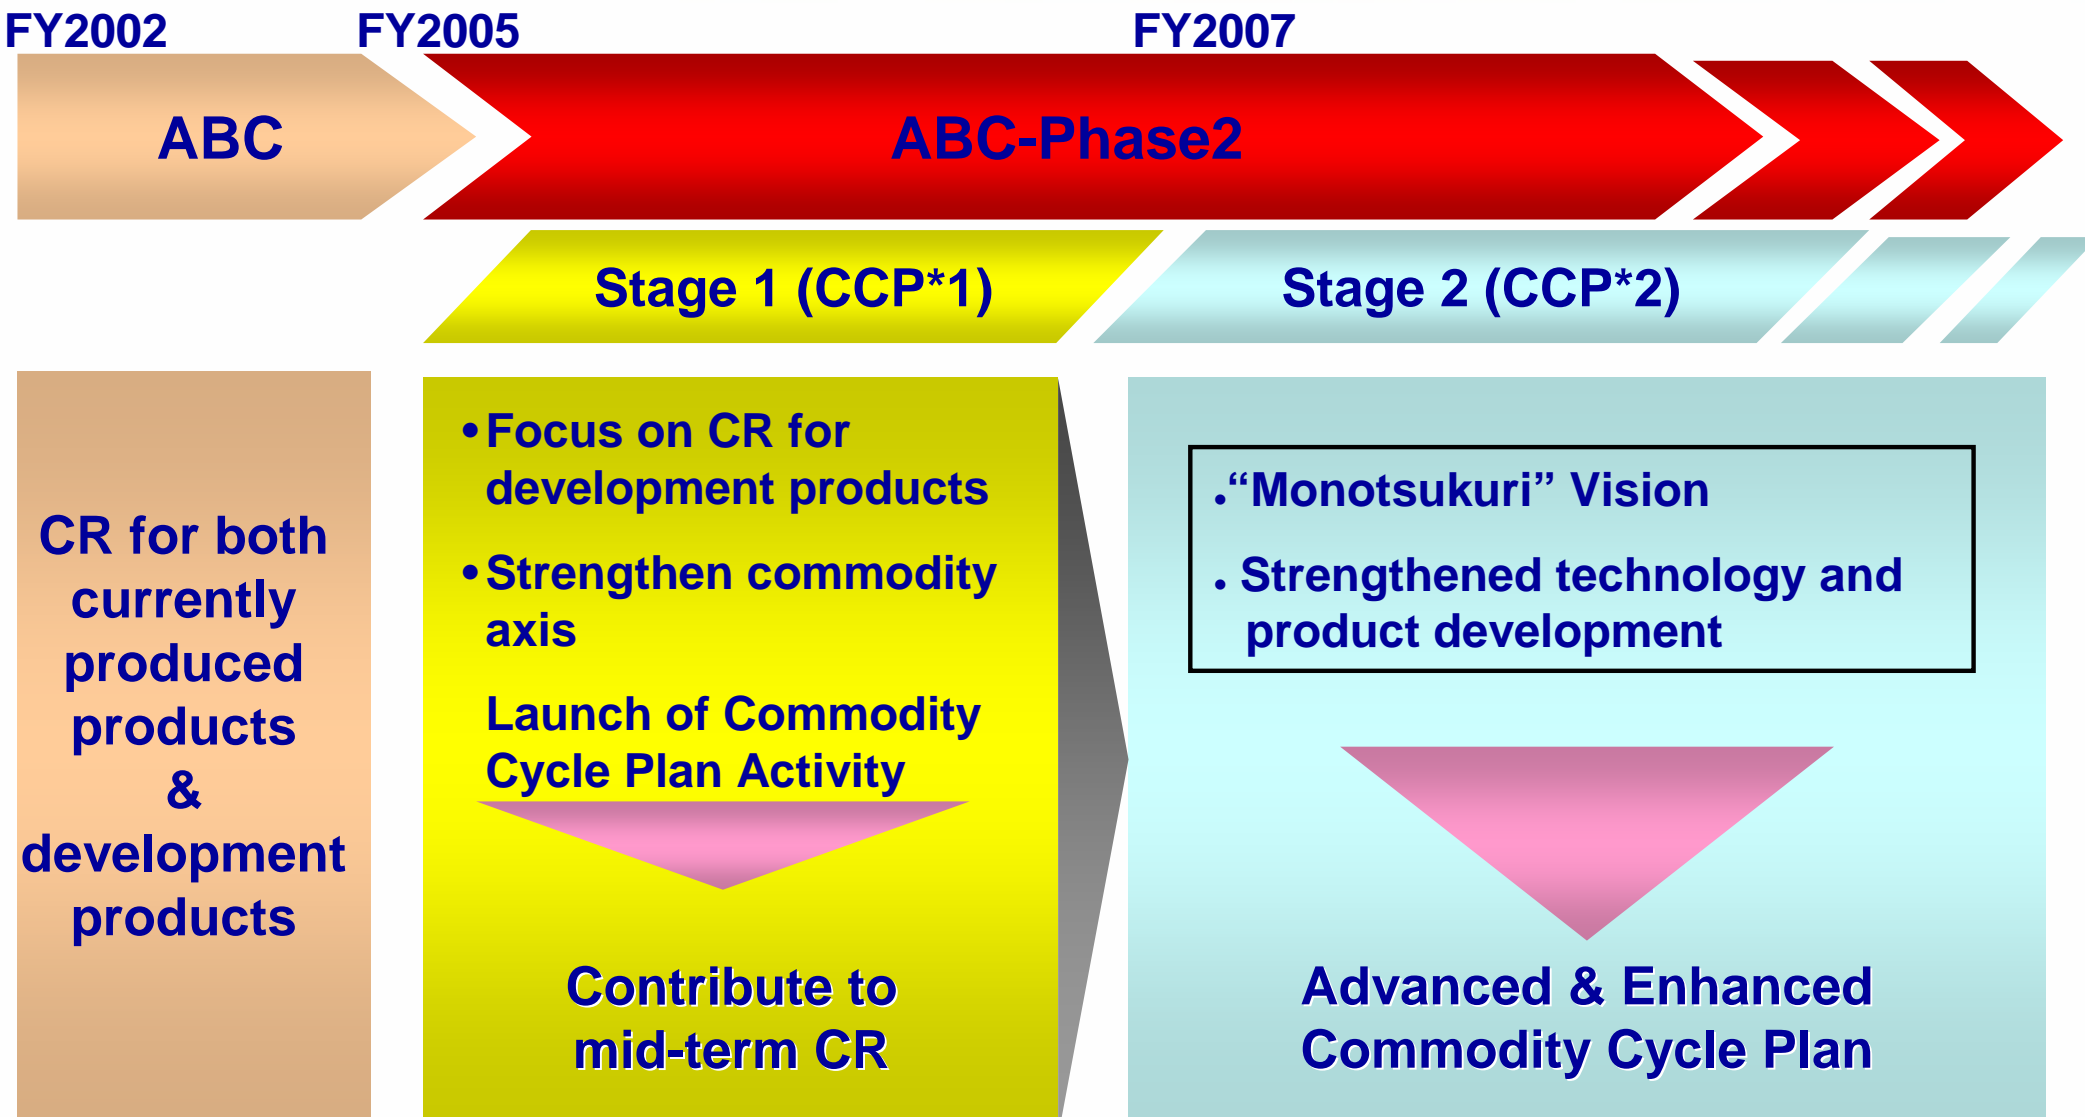 FY2002
FY2005
FY2007
ABC
ABC-Phase2
Stage 1 (CCP*1)
Stage 2 (CCP*2)
CR for both
currently
produced
products
&
development
products
•Focus on CR for
development products
•Strengthen commodity
axis
Launch of Commodity
Cycle Plan Activity
Contribute to
mid-term CR
•“Monotsukuri” Vision
• Strengthened technology and
product development
Advanced & Enhanced
Commodity Cycle Plan